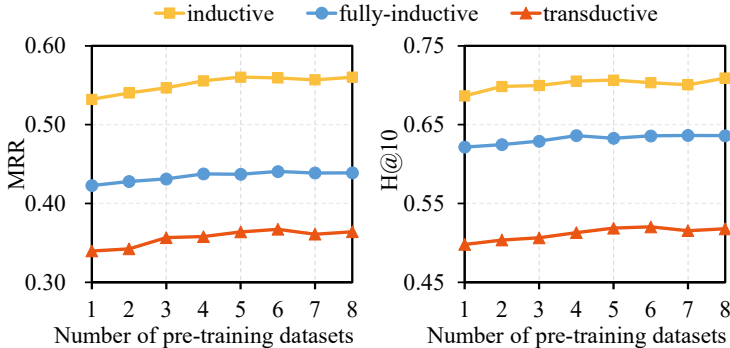 inductive fully-inductive transductive
0.60
0.50
0.40
0.30
MRR
1 2 3 4 5 6 7 8
Number of pre-training datasets
0.75
0.65
0.55
0.45
H@10
1 2 3 4 5 6 7 8
Number of pre-training datasets